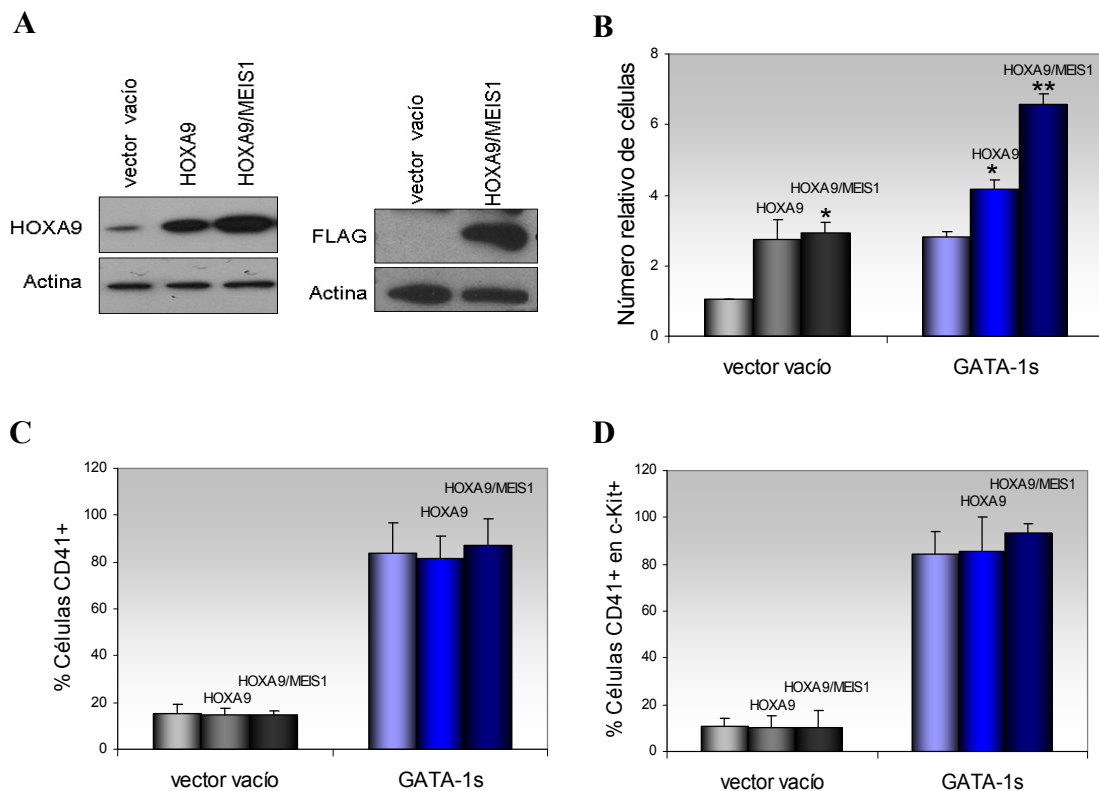 A
vector vacío
HOXA9
HOXA9/MEIS1
HOXA9
Actina
vector vacío
HOXA9/MEIS1
FLAG
Actina
B
Número relativo de células
8
6
4
2
0
HOXA9
HOXA9/MEIS1
*
HOXA9
*
HOXA9/MEIS1
**
vector vacío
GATA-1s
C
% Células CD41+
120
100
80
60
40
20
0
HOXA9
HOXA9/MEIS1
HOXA9
HOXA9/MEIS1
vector vacío
GATA-1s
D
% Células CD41+ en c-Kit+
120
100
80
60
40
20
0
HOXA9
HOXA9/MEIS1
HOXA9
HOXA9/MEIS1
vector vacío
GATA-1s